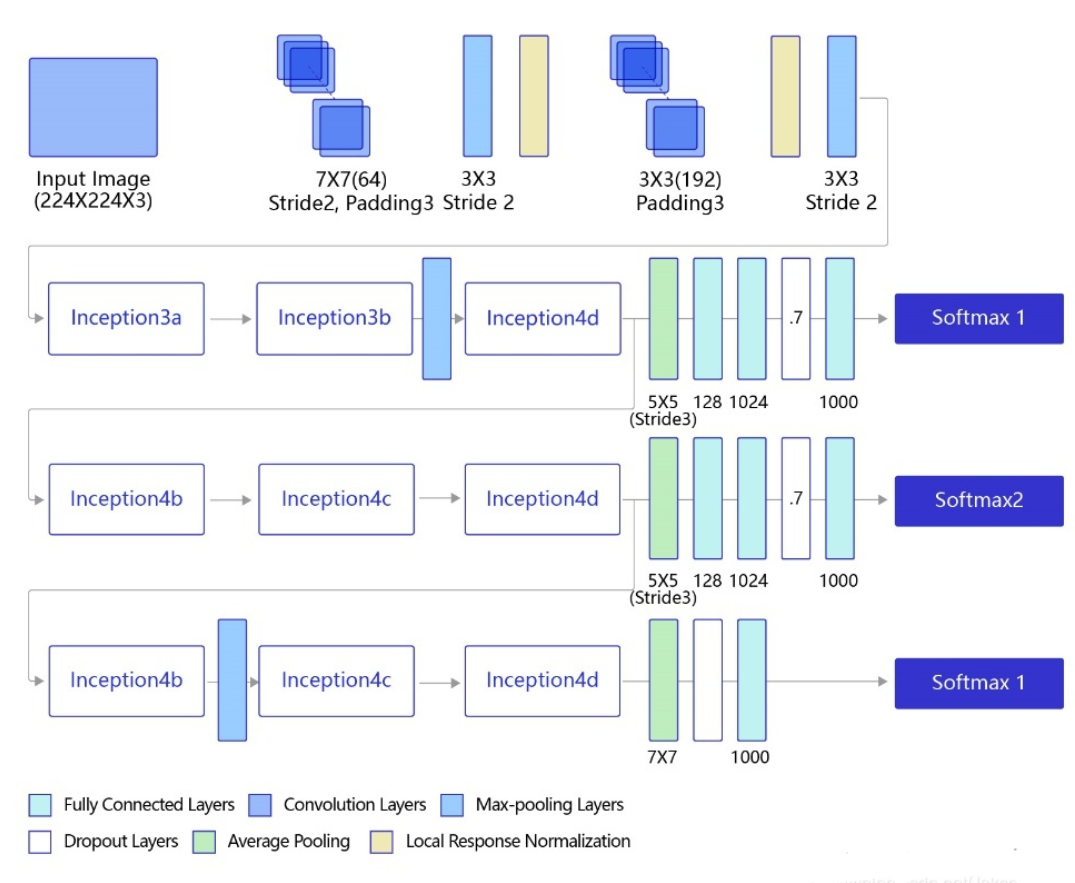 Input Image
(224X224X3)
7X7(64)
Stride2, Padding3
3X3
Stride 2
3X3(192)
Padding3
3X3
Stride 2
Inception3a
Inception3b
Inception4d
.7
Softmax 1
5X5
(Stride3)
128
1024
1000
Inception4b
Inception4c
Inception4d
.7
Softmax2
5X5
(Stride3)
128
1024
1000
Inception4b
Inception4c
Inception4d
Softmax 1
7X7
1000
Fully Connected Layers
Convolution Layers
Max-pooling Layers
Dropout Layers
Average Pooling
Local Response Normalization